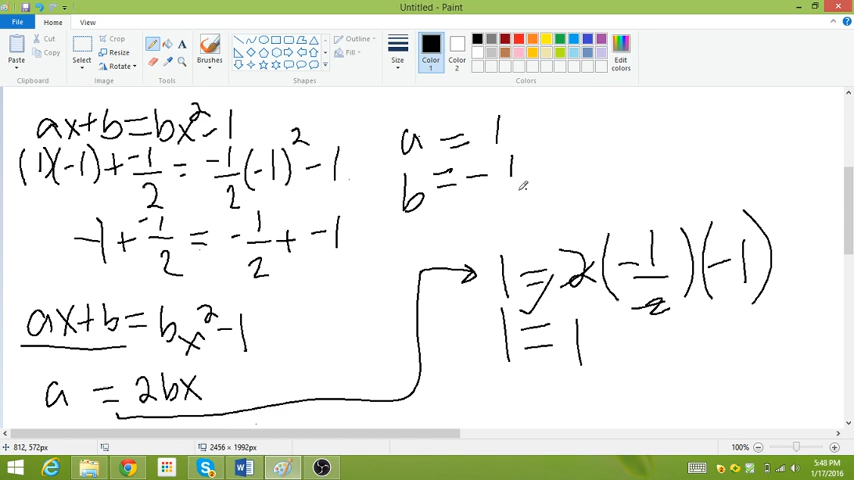 Untitled - Paint
File Home View
Paste Cut Copy Clipboard
Select Crop Resize Rotate Image
Tools
Brushes
Shapes Outline Fill
Size
Color 1 Color 2 Edit colors Colors
ax+b=bx²-1
(1)(-1)+-1/2=-1/2(-1)²-1
-1+-1/2=-1/2+-1
ax+b=bx²-1
a=2bx
a=1
b=-1
1=2(-1/2)(-1)
1=1
812, 572px 2456 × 1992px 100%
5:48 PM
1/17/2016